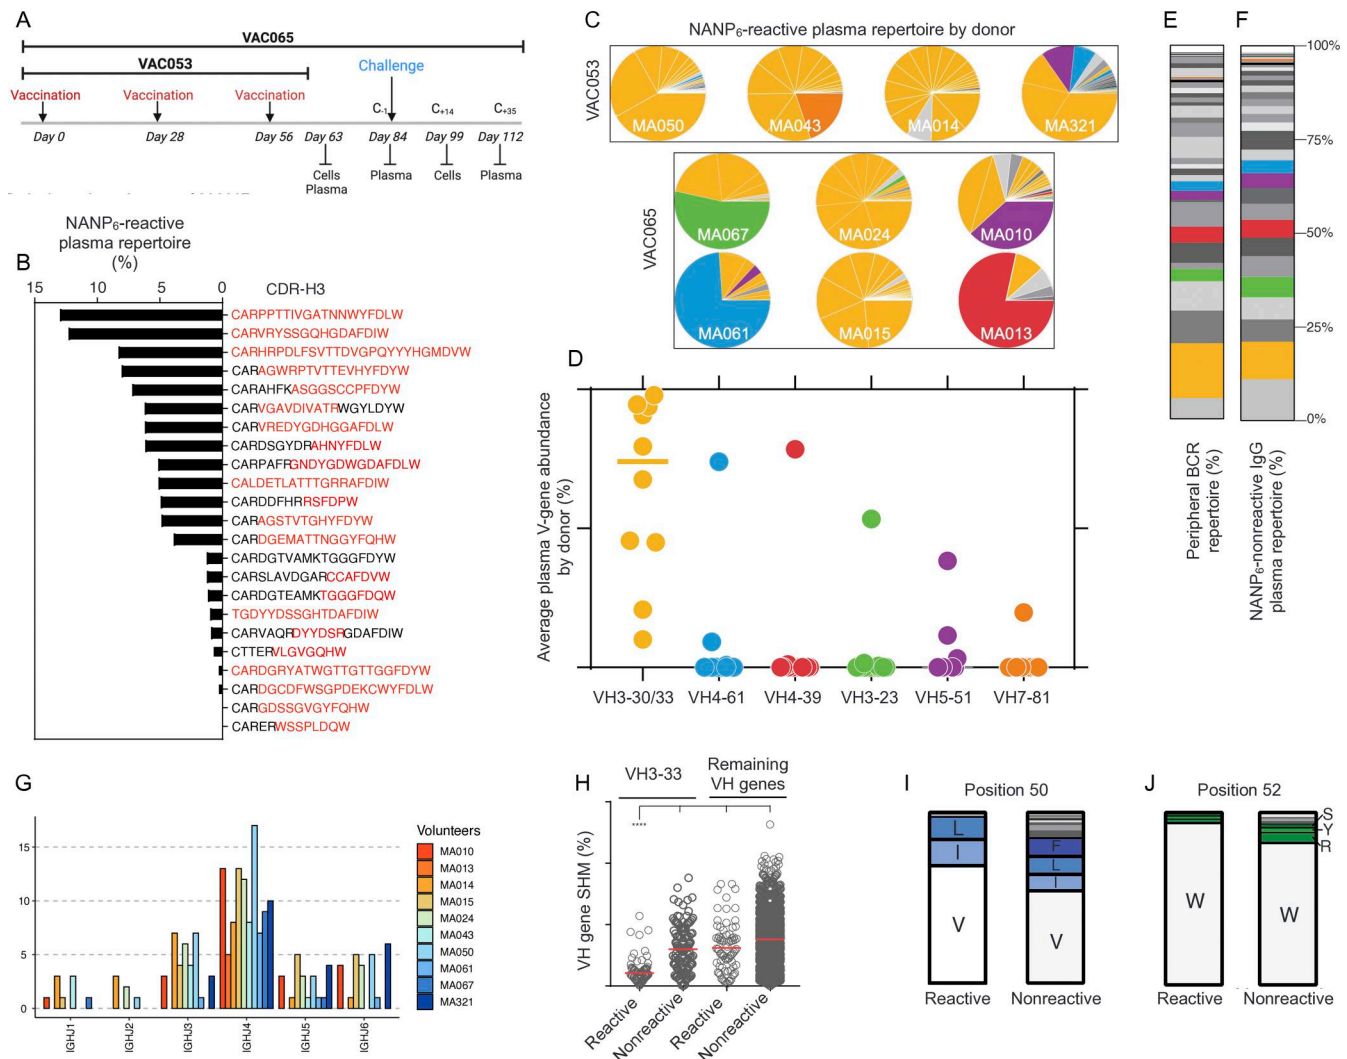 A
VAC065
VAC053
Challenge
Vaccination
Vaccination
Vaccination
C-1
C+14
C+35
Day 0
Day 28
Day 56
Day 63
Day 84
Day 99
Day 112
Cells
Plasma
Plasma
Cells
Plasma
B
NANP6-reactive
plasma repertoire
(%)
15
10
5
0
CDR-H3
CARPPTTIVGATNNWYFDLW
CARVRYSSGQHGDAFDIW
CARHRPDLFSVTTDVGPQYYYHGMDVW
CARAGWRPTVTTEVHYFDYW
CARAHFKASGGSCCPFDYW
CARVGAVDIVATRWGYLDYW
CARVREDYGDHGGAFDLW
CARDSGYDRAHNYFDLW
CARPAFRGNDYGDWGDAFDLW
CALDETLATTTGRRAFDIW
CARDDFHRRSFDPW
CARAGSTVTGHYFDYW
CARDGEMATTNGGYFQHW
CARDGTVAMKTGGGFDYW
CARSLAVDGARCCAFDVW
CARDGTEAMKTGGGFDQW
TGDYYDSSGHTDAFDIW
CARVAQRDYYDSRGDAFDIW
CTTERVLGVGQHW
CARDGRYATWGTTGTTGGFDYW
CARDGCDFWSGPDEKCWYFDLW
CARGDSSGVGYFQHW
CARERWSSPLDQW
C
NANP6-reactive plasma repertoire by donor
VAC053
MA050
MA043
MA014
MA321
VAC065
MA067
MA024
MA010
MA061
MA015
MA013
D
Average plasma V-gene abundance
by donor (%)
VH3-30/33
VH4-61
VH4-39
VH3-23
VH5-51
VH7-81
E
F
100%
75%
50%
25%
0%
Peripheral BCR
repertoire (%)
NANP6-nonreactive IgG
plasma repertoire (%)
G
15
10
5
0
IGHJ1
IGHJ2
IGHJ3
IGHJ4
IGHJ5
IGHJ6
Volunteers
MA010
MA013
MA014
MA015
MA024
MA043
MA050
MA061
MA067
MA321
H
VH3-33
Remaining
VH genes
****
VH gene SHM (%)
Reactive
Nonreactive
Reactive
Nonreactive
I
Position 50
L
I
V
F
L
I
V
Reactive
Nonreactive
J
Position 52
S
Y
R
W
W
Reactive
Nonreactive